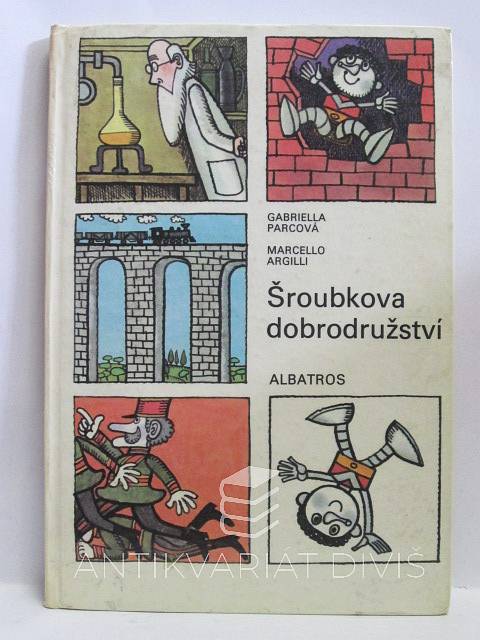 GABRIELLA
PARCOVÁ
MARCELLO
ARGILLI
Šroubkova
dobrodružství
ALBATROS
ANTIKVARIÁT DIVIŠ